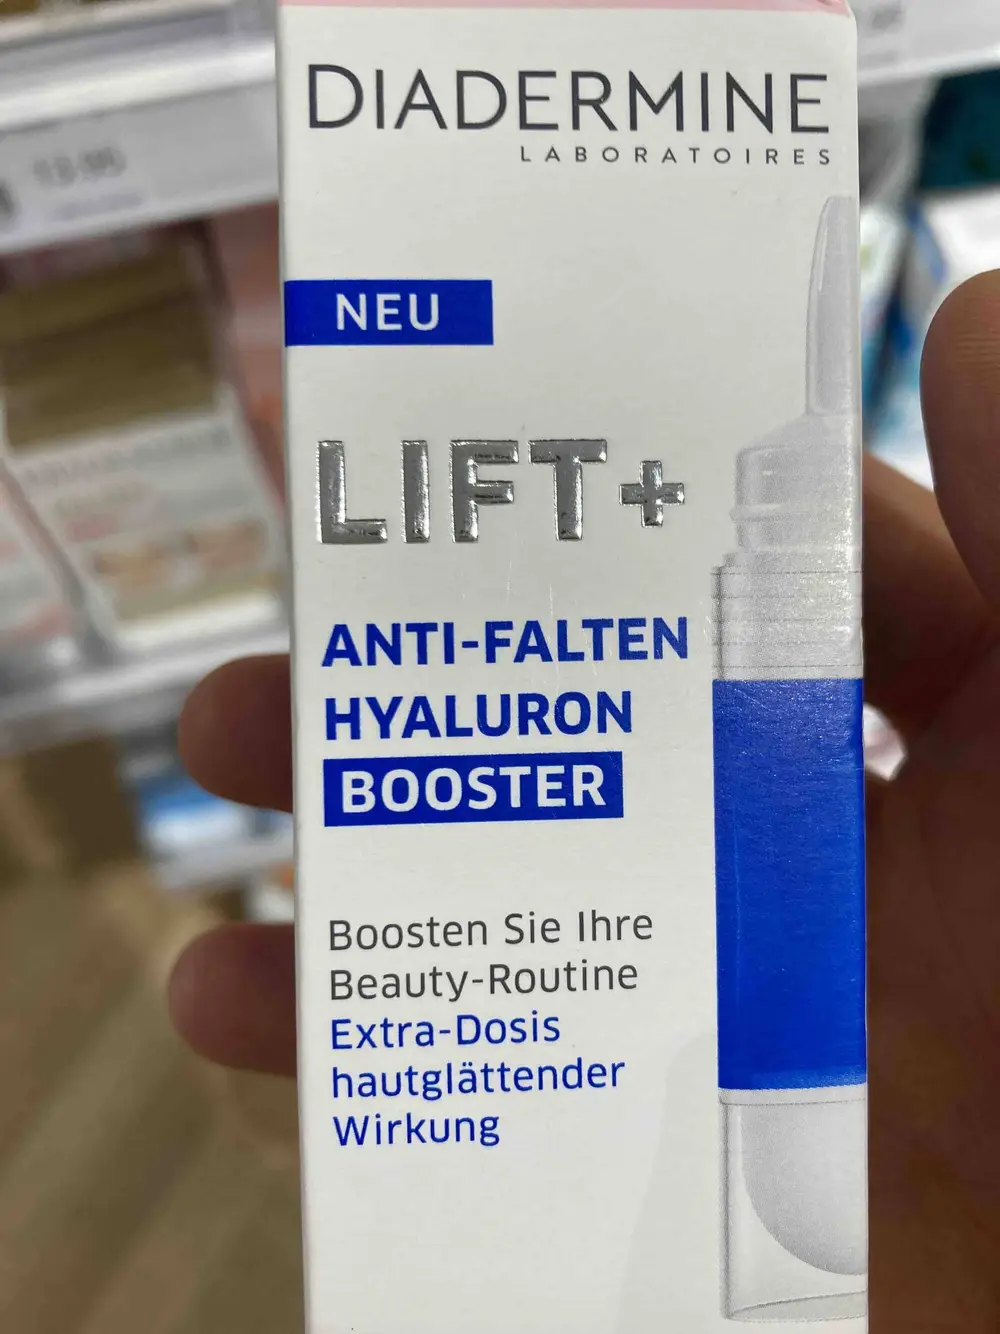 DIADERMINE
LABORATOIRES
NEU
LIFT+
ANTI-FALTEN
HYALURON
BOOSTER
Boosten Sie Ihre
Beauty-Routine
Extra-Dosis
hautglättender
Wirkung